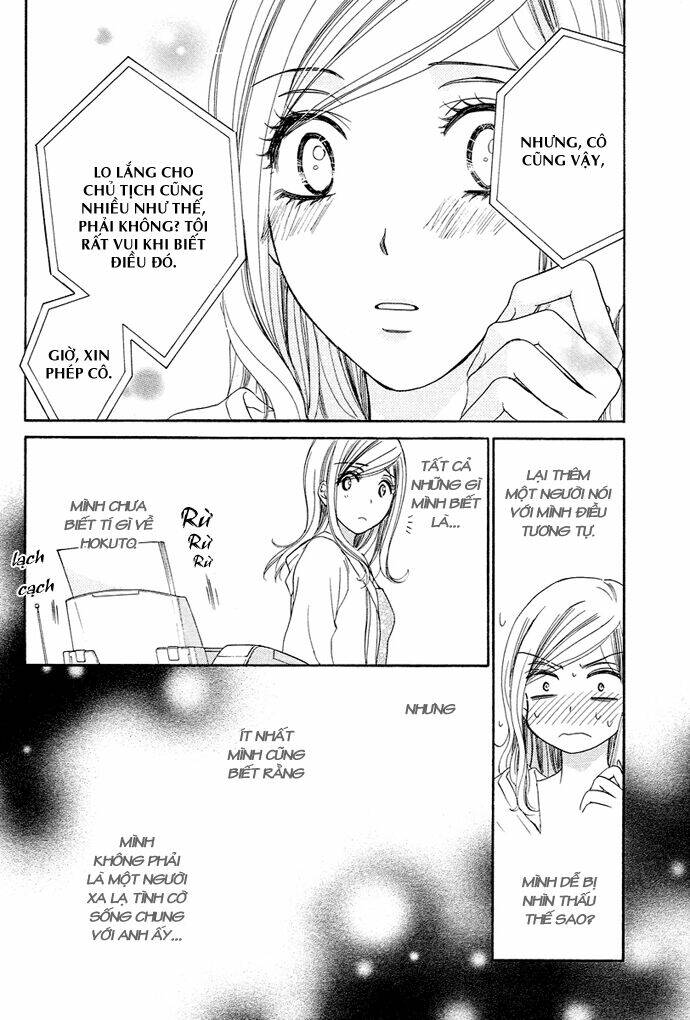 NHƯNG, CÔ
CŨNG VẬY,
LO LẮNG CHO
CHỦ TỊCH CŨNG
NHIỀU NHƯ THẾ,
PHẢI KHÔNG? TÔI
RẤT VUI KHI BIẾT
ĐIỀU ĐÓ.
GIỜ, XIN
PHÉP CÔ.
LẠI THÊM
MỘT NGƯỜI NÓI
VỚI MÌNH ĐIỀU
TƯƠNG TỰ.
MÌNH DỄ BỊ
NHÌN THẤU
THẾ SAO?
TẤT CẢ
NHỮNG GÌ
MÌNH BIẾT
LÀ...
Rừ
Rừ
Rừ
MÌNH CHƯA
BIẾT TÍ GÌ VỀ
HOKUTO.
lạch
cạch
NHƯNG
ÍT NHẤT
MÌNH CŨNG
BIẾT RẰNG
MÌNH
KHÔNG PHẢI
LÀ MỘT NGƯỜI
XA LẠ TÌNH CỜ
SỐNG CHUNG
VỚI ANH ẤY...